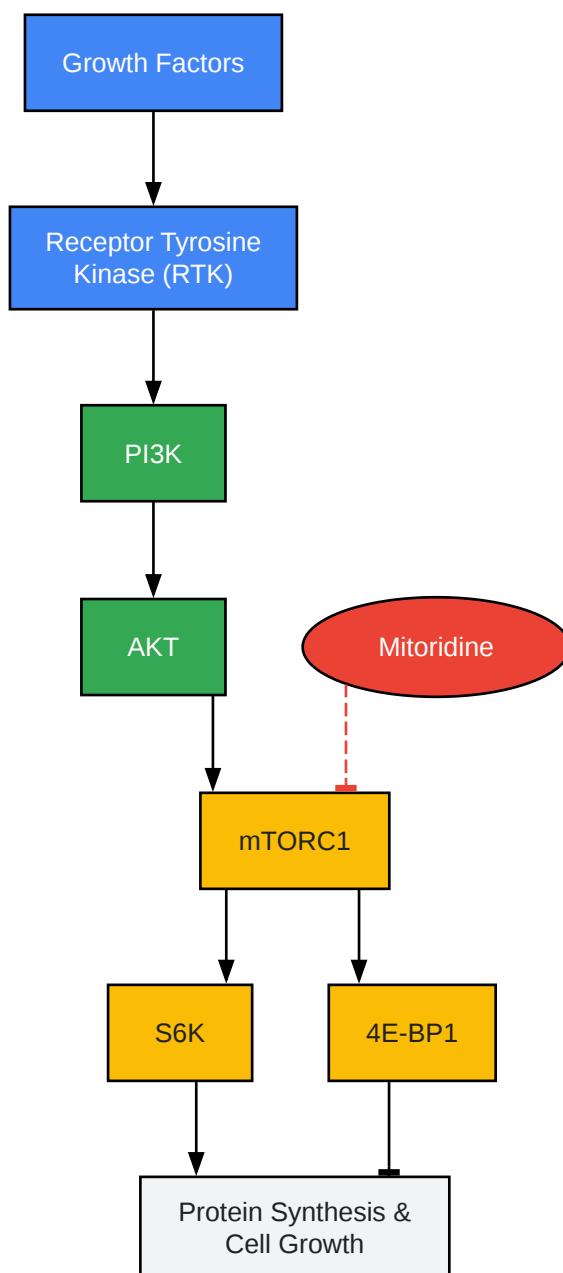 Growth Factors
Receptor Tyrosine
Kinase (RTK)
PI3K
AKT
Mitoridine
mTORC1
S6K
4E-BP1
Protein Synthesis &
Cell Growth